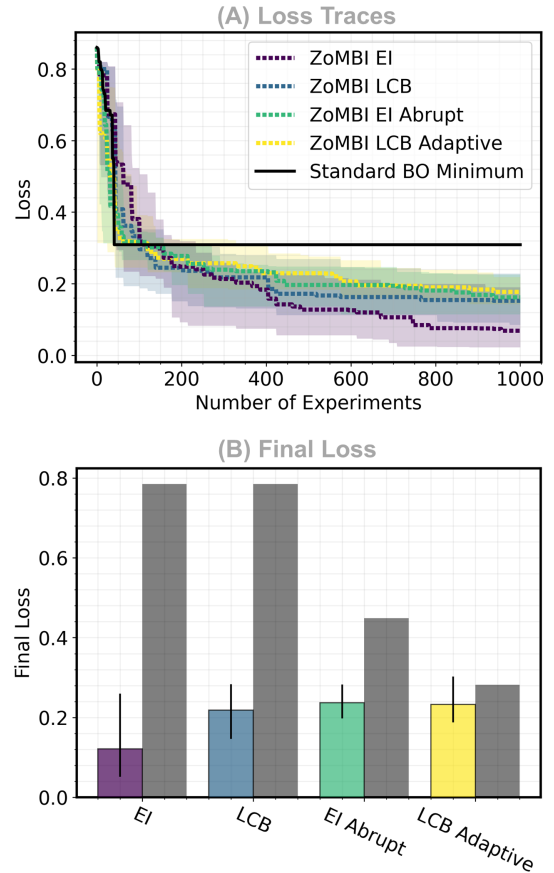 (A) Loss Traces
Loss
0.8
0.6
0.4
0.2
0.0
ZoMBI EI
ZoMBI LCB
ZoMBI EI Abrupt
ZoMBI LCB Adaptive
Standard BO Minimum
0 200 400 600 800 1000
Number of Experiments
(B) Final Loss
Final Loss
0.8
0.6
0.4
0.2
0.0
EI LCB EI Abrupt LCB Adaptive